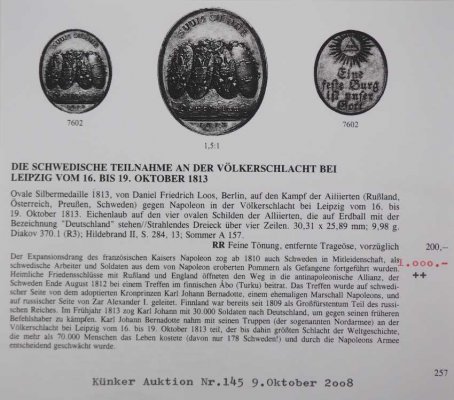 SUUM CUIQUE
SUUM CUIQUE
Eine
feste Burg
ist unser
Gott
7602
1,5:1
7602
DIE SCHWEDISCHE TEILNAHME AN DER VÖLKERSCHLACHT BEI
LEIPZIG VOM 16. BIS 19. OKTOBER 1813
Ovale Silbermedaille 1813, von Daniel Friedrich Loos, Berlin, auf den Kampf der Alliierten (Rußland,
Österreich, Preußen, Schweden) gegen Napoleon in der Völkerschlacht bei Leipzig vom 16. bis
19. Oktober 1813. Eichenlaub auf den vier ovalen Schilden der Alliierten, die auf Erdball mit der
Bezeichnung "Deutschland" stehen//Strahlendes Dreieck über vier Zeilen. 30,31 x 25,89 mm; 9,98 g.
Diakov 370.1 (R3); Hildebrand II, S. 284, 13; Sommer A 157.
RR Feine Tönung, entfernte Trageöse, vorzüglich 200,--
1.000.--
++
Der Expansionsdrang des französischen Kaisers Napoleon zog ab 1810 auch Schweden in Mitleidenschaft, als
schwedische Arbeiter und Soldaten aus dem von Napoleon eroberten Pommern als Gefangene fortgeführt wurden.
Heimliche Friedensschlüsse mit Rußland und England öffneten den Weg in die antinapoleonische Allianz, der
Schweden Ende August 1812 bei einem Treffen im finnischen Åbo (Turku) beitrat. Das Treffen wurde auf schwedi-
scher Seite von dem adoptierten Kronprinzen Karl Johann Bernadotte, einem ehemaligen Marschall Napoleons, und
auf russischer Seite von Zar Alexander I. geleitet. Finnland war bereits seit 1809 als Großfürstentum Teil des russi-
schen Reiches. Im Frühjahr 1813 zog Karl Johann mit 30.000 Soldaten nach Deutschland, um gegen seinen früheren
Befehlshaber zu kämpfen. Karl Johann Bernadotte nahm mit seinen Truppen (der sogenannten Nordarmee) an der
Völkerschlacht bei Leipzig vom 16. bis 19. Oktober 1813 teil, der bis dahin größten Schlacht der Weltgeschichte,
die mehr als 70.000 Menschen das Leben kostete (davon nur 178 Schweden!) und durch die Napoleons Armee
entscheidend geschwächt wurde.
257
Künker Auktion Nr.145 9.Oktober 2008